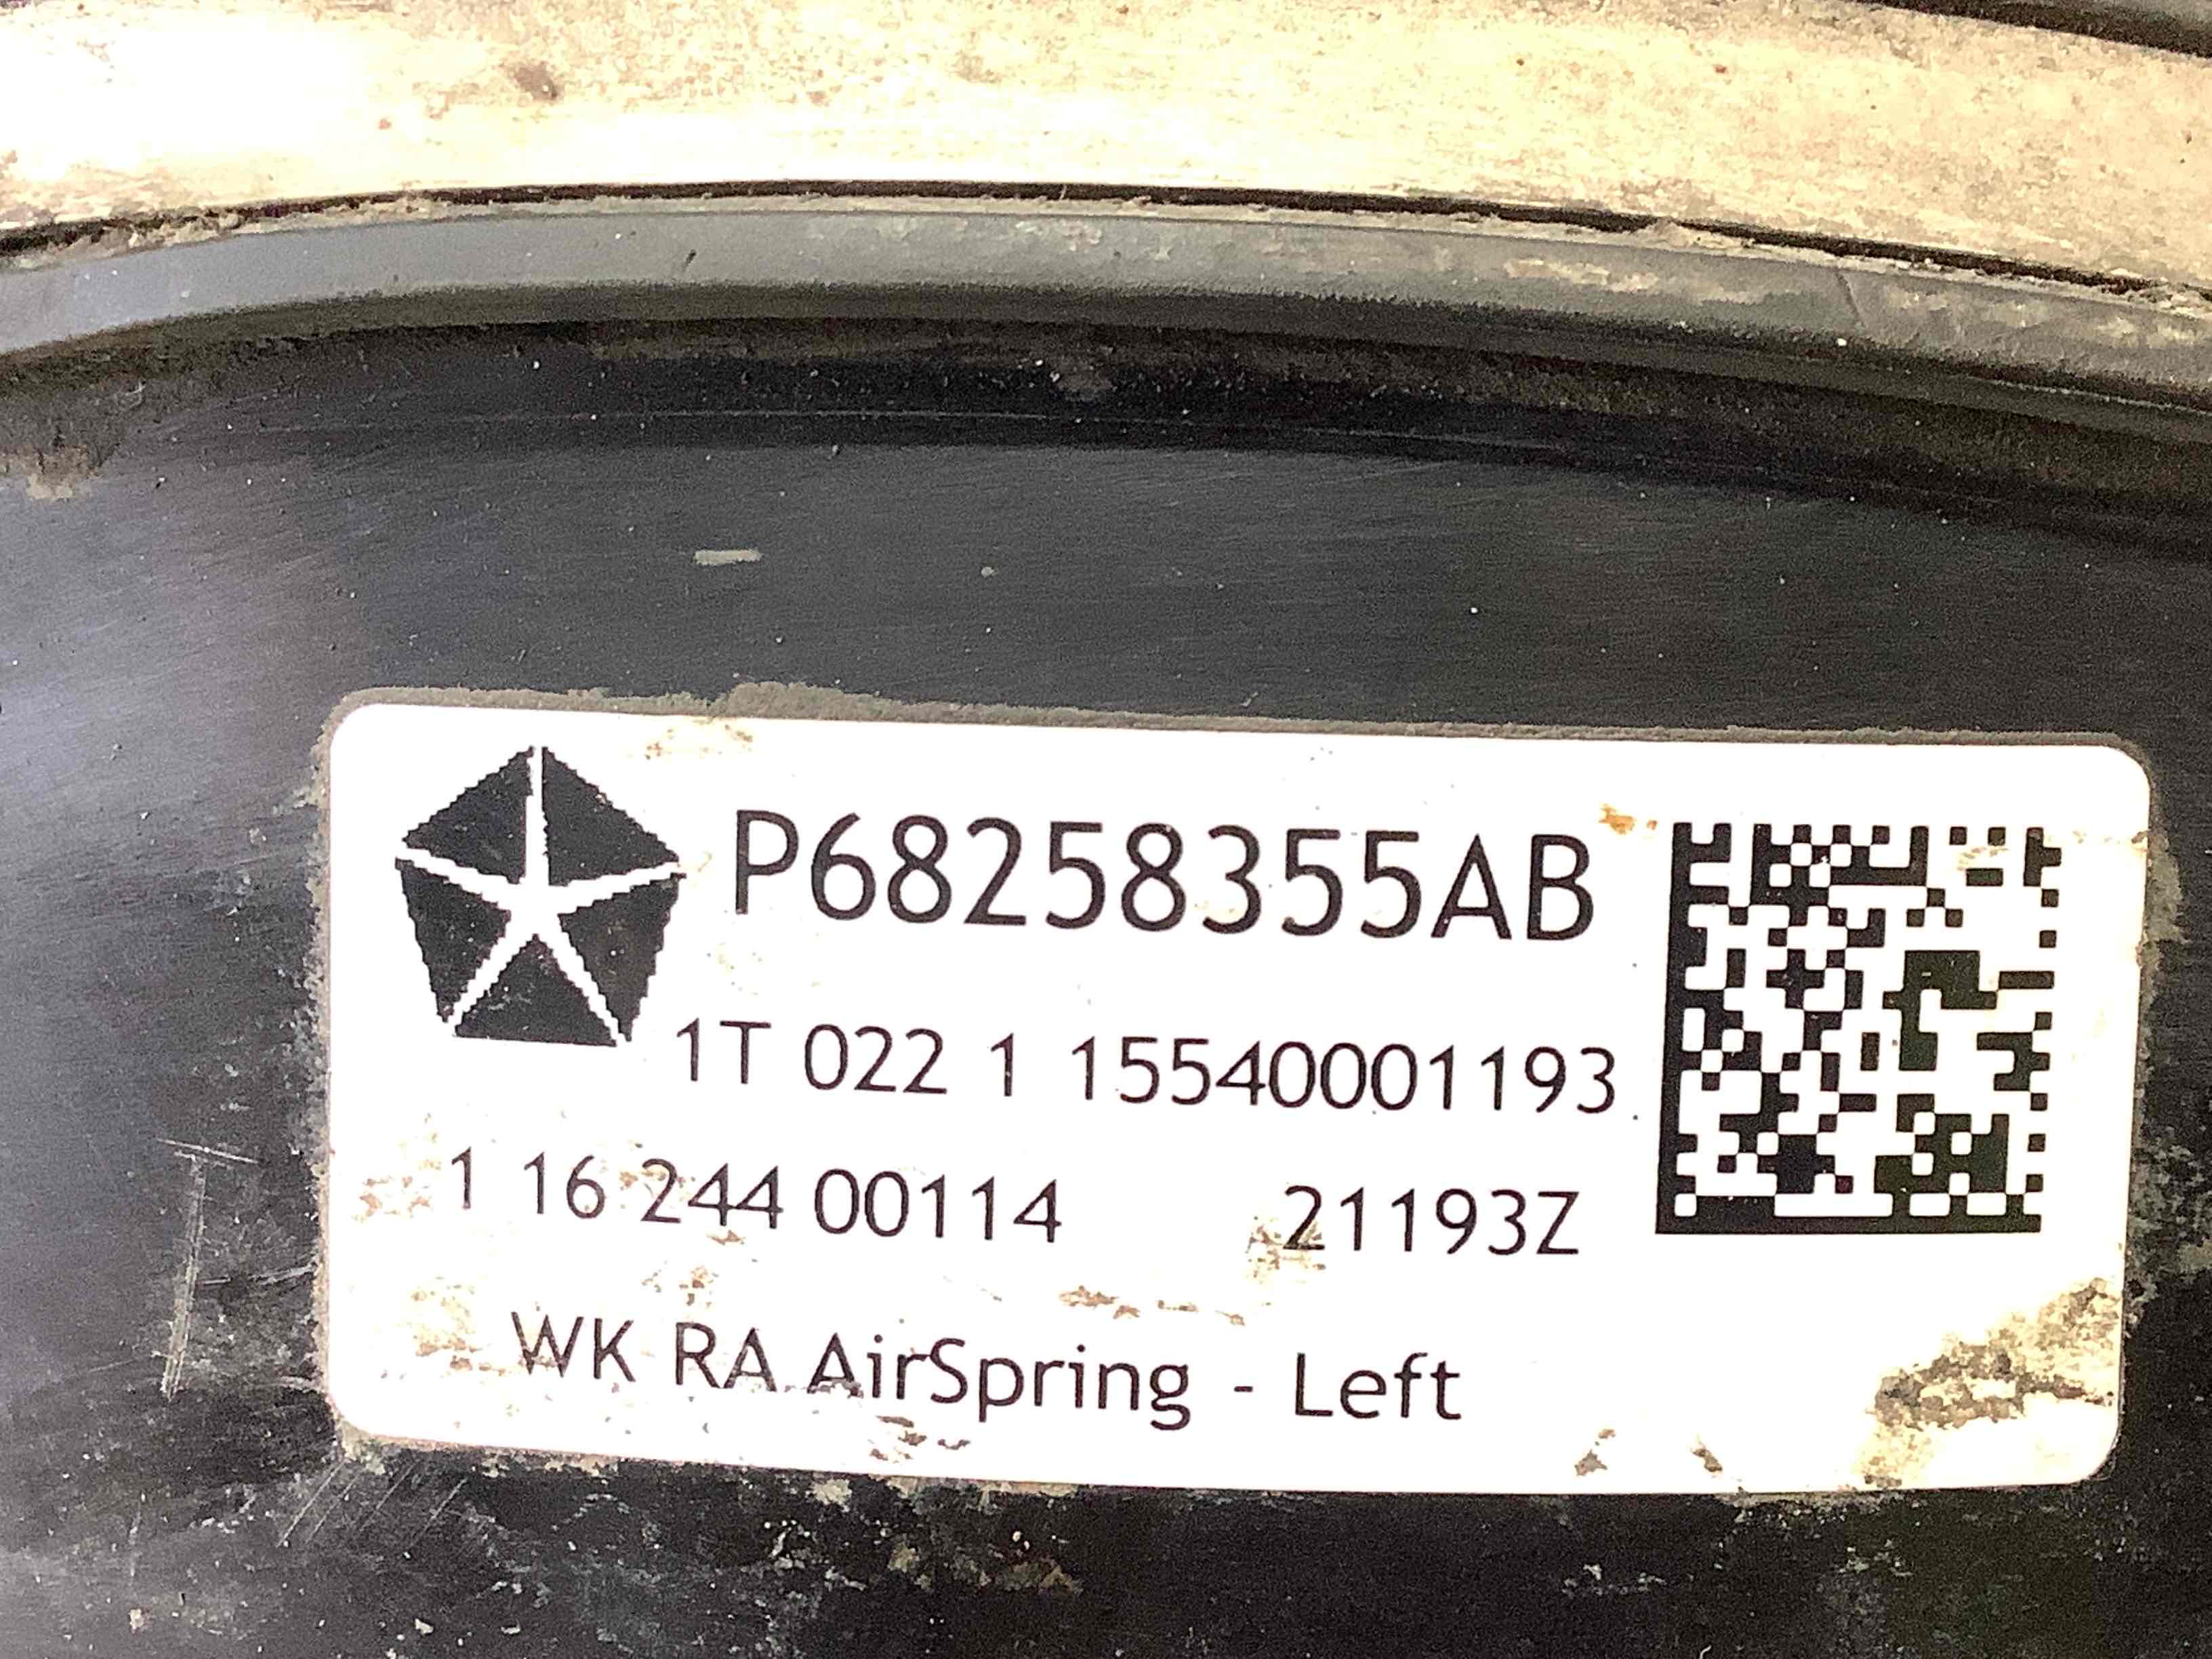 P68258355AB
1T 022 1 15540001193
1 16 244 00114 21193Z
WK RA AirSpring - Left